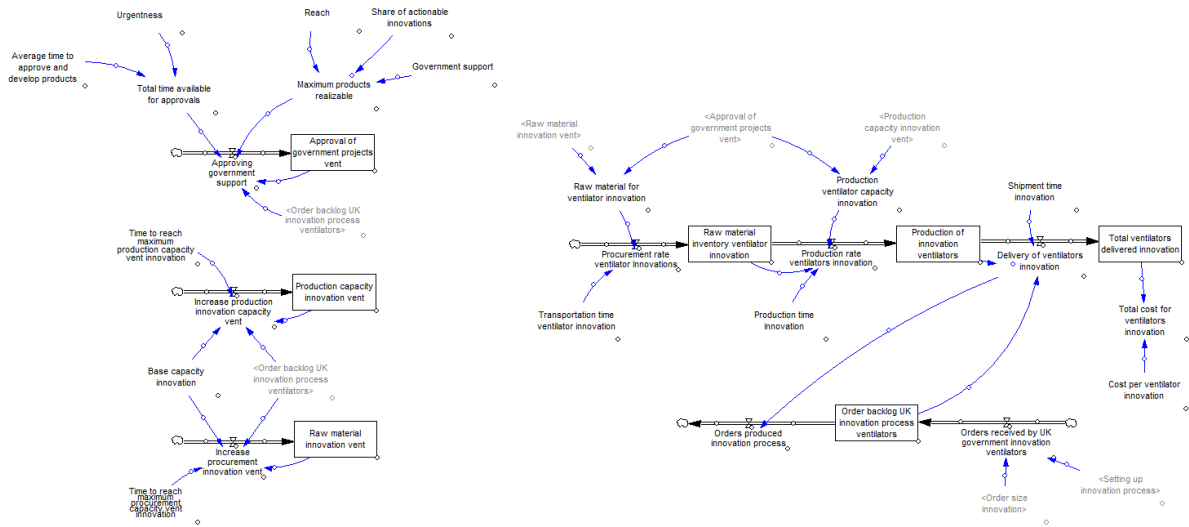 Urgentness
Reach
Share of actionable
innovations
Average time to
approve and
develop products
Government support
Total time available
for approvals
Maximum products
realizable
Approval of
government projects
vent
Approving
government
support
<Order backlog UK
innovation process
ventilators>
Time to reach
maximum
production capacity
vent innovation
Production capacity
innovation vent
Increase production
innovation capacity
vent
Base capacity
innovation
<Order backlog UK
innovation process
ventilators>
Raw material
innovation vent
Increase
procurement
innovation vent
Time to reach
maximum
procurement
capacity vent
innovation
<Raw material
innovation vent>
<Approval of
government projects
vent>
<Production
capacity innovation
vent>
Raw material for
ventilator innovation
Production
ventilator capacity
innovation
Shipment time
innovation
Raw material
inventory ventilator
innovation
Production of
innovation
ventilators
Total ventilators
delivered innovation
Procurement rate
ventilator Innovations
Production rate
ventilators innovation
Delivery of ventilators
innovation
Transportation time
ventilator innovation
Production time
innovation
Total cost for
ventilators
innovation
Cost per ventilator
innovation
Orders produced
innovation process
Order backlog UK
innovation process
ventilators
Orders received by UK
government innovation
ventilators
<Order size
innovation>
<Setting up
innovation process>